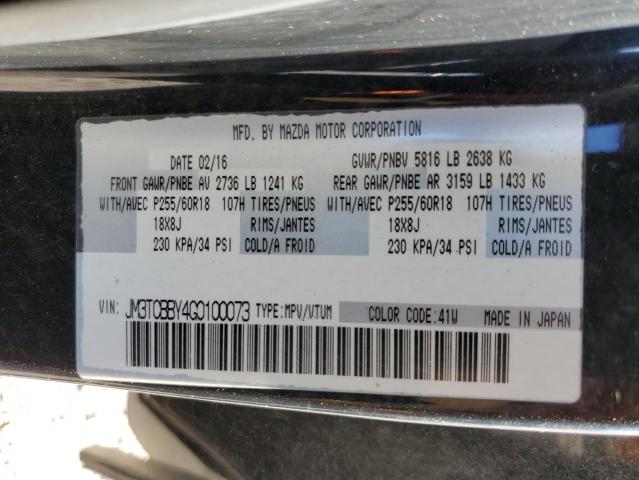 MFD. BY MAZDA MOTOR CORPORATION
DATE 02/16 GVWR/PNBV 5816 LB 2638 KG
FRONT GAWR/PNBE AV 2736 LB 1241 KG REAR GAWR/PNBE AR 3159 LB 1433 KG
WITH/AVEC P255/60R18 107H TIRES/PNEUS WITH/AVEC P255/60R18 107H TIRES/PNEUS
18X8J RIMS/JANTES 18X8J RIMS/JANTES
230 KPA/34 PSI COLD/A FROID 230 KPA/34 PSI COLD/A FROID
VIN: JM3TCBBY4G0100073 TYPE:MPV/VTUM COLOR CODE:41W MADE IN JAPAN